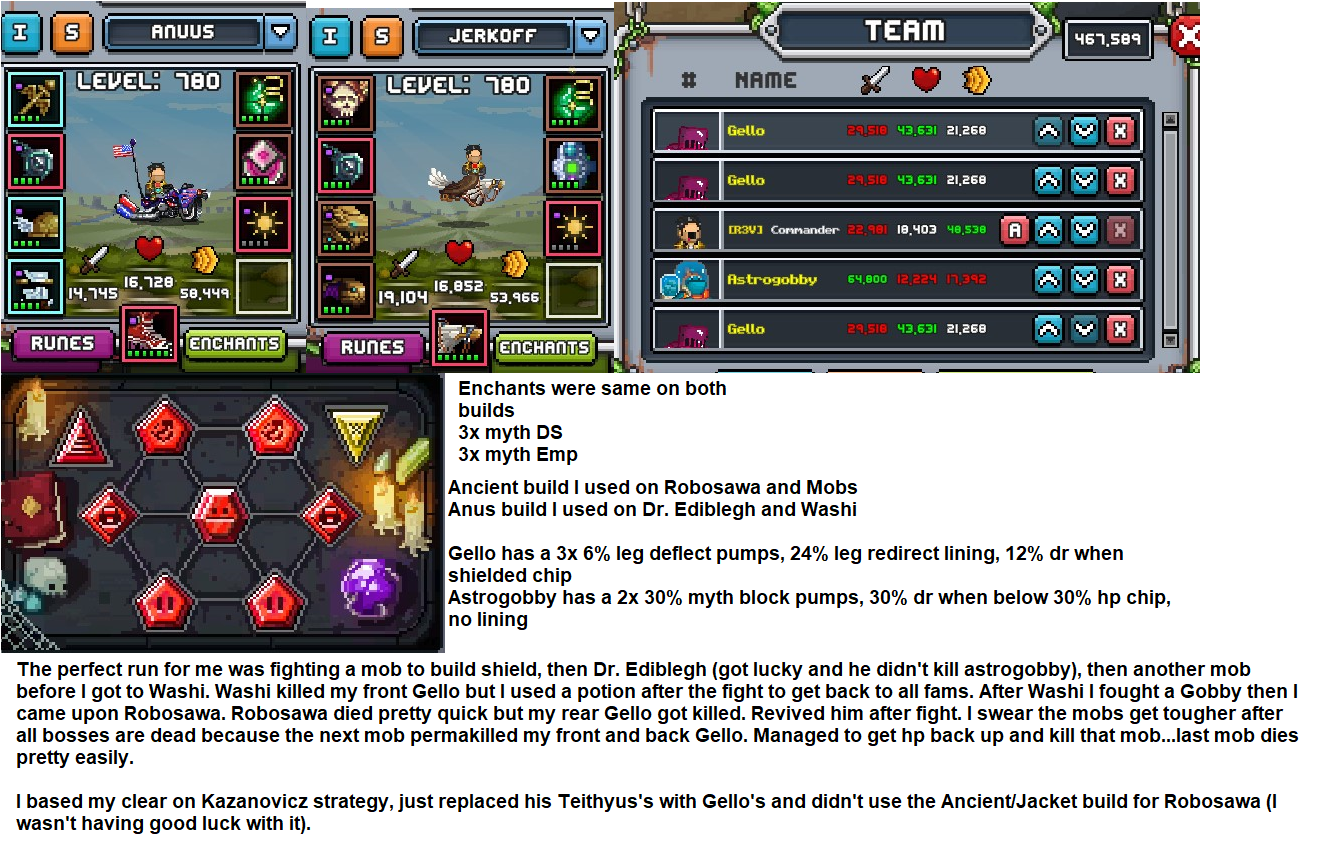 I S ANUUS
LEVEL: 780
14,745 16,728 58,449
RUNES ENCHANTS
I S JERKOFF
LEVEL: 780
19,104 16,852 53,966
RUNES ENCHANTS
TEAM
467,589
# NAME
Gello 29,518 43,631 21,268
Gello 29,518 43,631 21,268
[R3V] Commander 22,981 18,403 48,538 A
Astrogobby 64,800 12,224 17,392
Gello 29,518 43,631 21,268
Enchants were same on both
builds
3x myth DS
3x myth Emp
Ancient build I used on Robosawa and Mobs
Anus build I used on Dr. Ediblegh and Washi
Gello has a 3x 6% leg deflect pumps, 24% leg redirect lining, 12% dr when
shielded chip
Astrogobby has a 2x 30% myth block pumps, 30% dr when below 30% hp chip,
no lining
The perfect run for me was fighting a mob to build shield, then Dr. Ediblegh (got lucky and he didn't kill astrogobby), then another mob
before I got to Washi. Washi killed my front Gello but I used a potion after the fight to get back to all fams. After Washi I fought a Gobby then I
came upon Robosawa. Robosawa died pretty quick but my rear Gello got killed. Revived him after fight. I swear the mobs get tougher after
all bosses are dead because the next mob permakilled my front and back Gello. Managed to get hp back up and kill that mob...last mob dies
pretty easily.
I based my clear on Kazanovicz strategy, just replaced his Teithyus's with Gello's and didn't use the Ancient/Jacket build for Robosawa (I
wasn't having good luck with it).